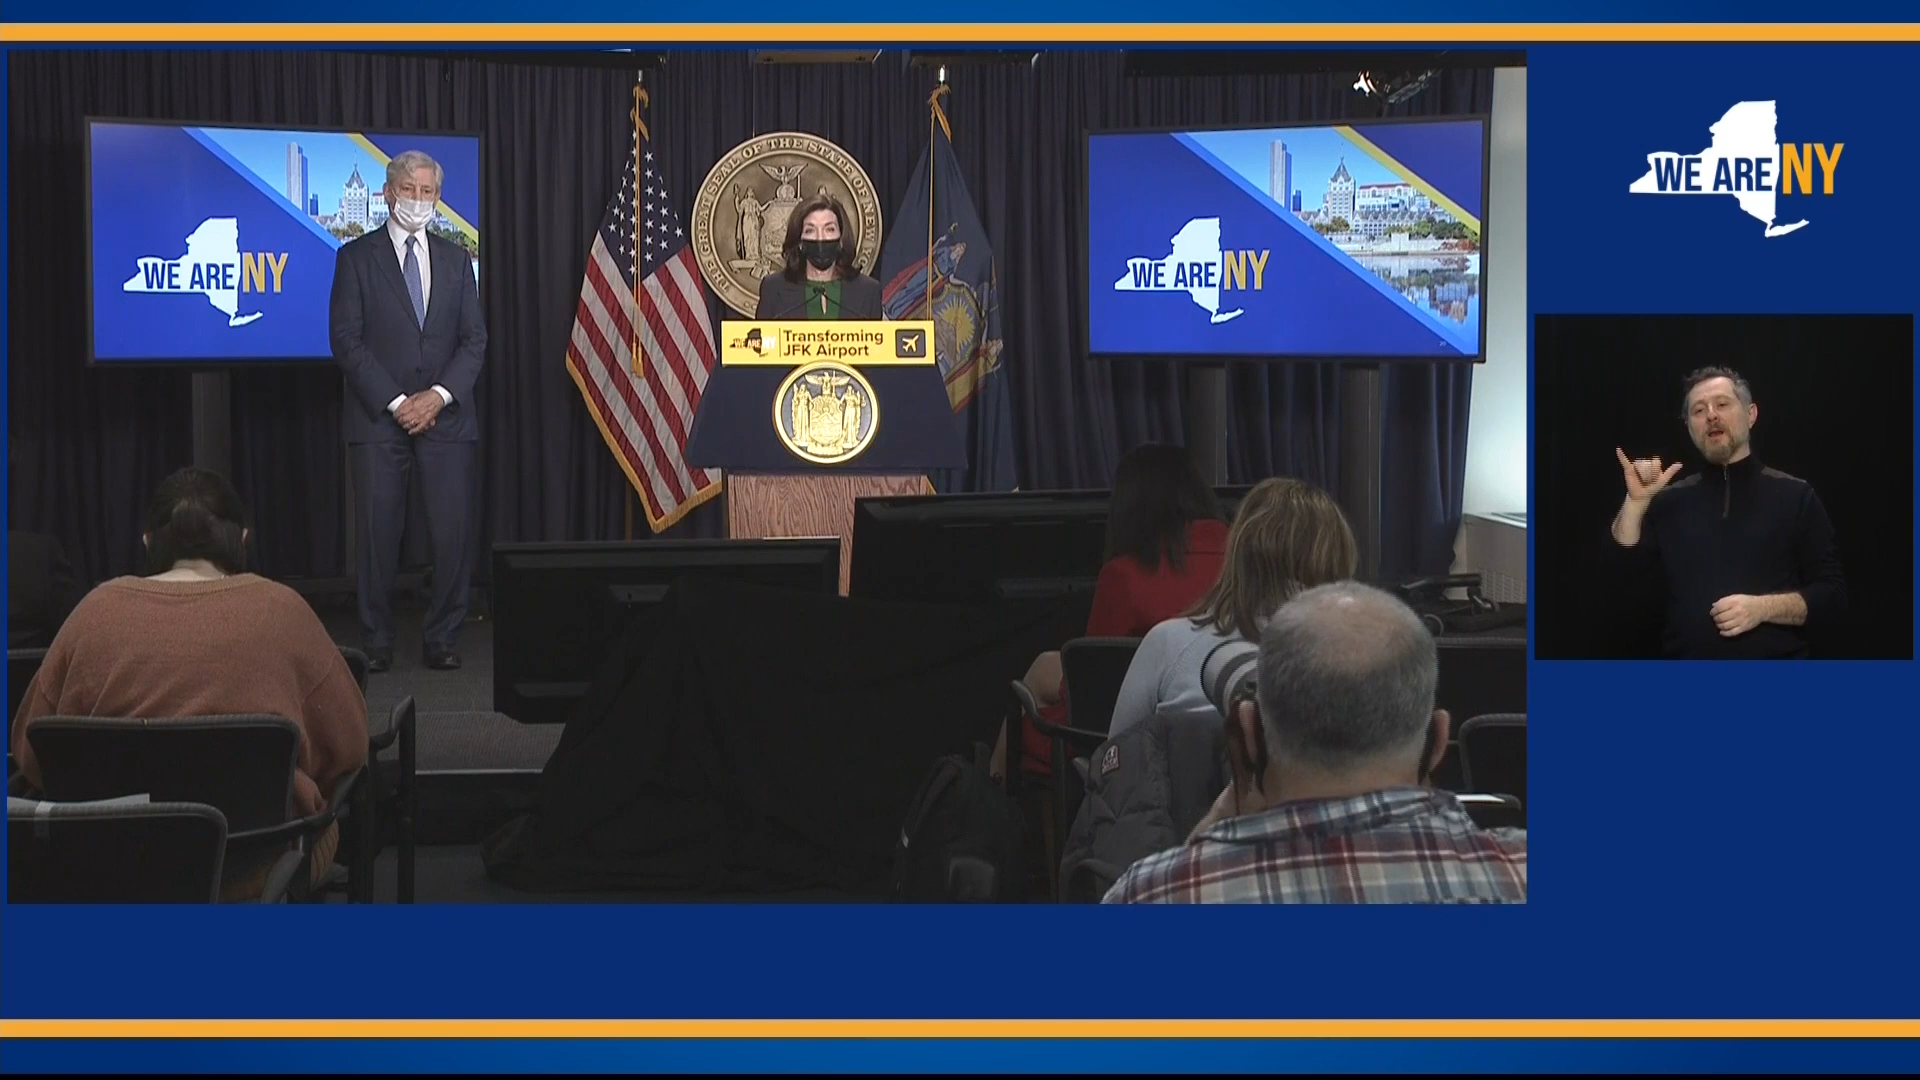 WE ARE NY
THE GREAT SEAL OF THE STATE OF NEW
WE ARE NY
WE ARE NY
WE ARE NY
Transforming
JFK Airport